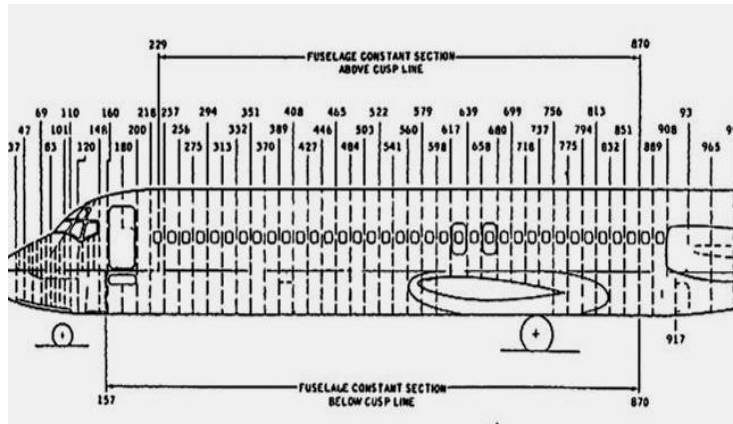 229 870
FUSELAGE CONSTANT SECTION
ABOVE CUSP LINE
69 110 160 218 237 294 351 408 465 522 579 639 699 756 813 93
47 101 200 256 332 389 446 503 560 617 680 737 794 851 908
37 85 120 180 275 313 370 427 484 541 598 658 718 775 832 889 965
917
FUSELAGE CONSTANT SECTION
157 BELOW CUSP LINE 870